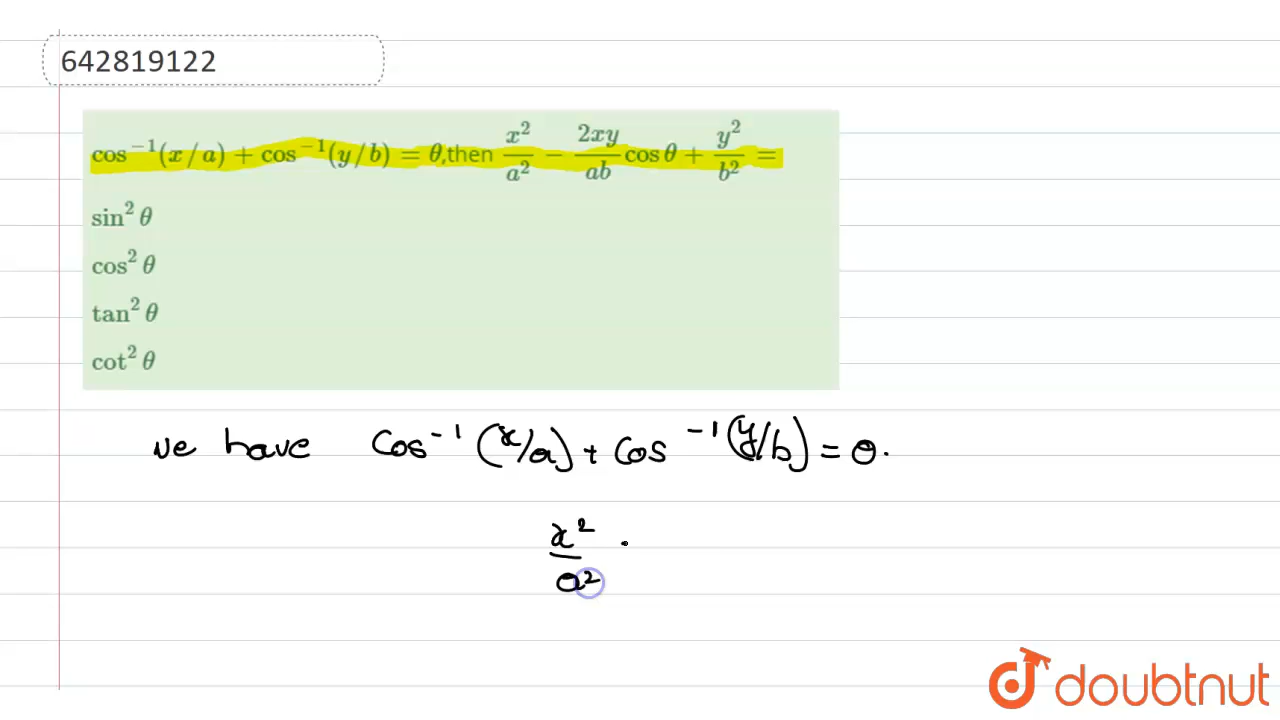 642819122
cos⁻¹(x/a) + cos⁻¹(y/b) = θ,then x²/a² − 2xy/ab cos θ + y²/b² =
sin² θ
cos² θ
tan² θ
cot² θ
we have cos⁻¹(x/a) + cos⁻¹(y/b) = θ.
x²/a²
doubtnut